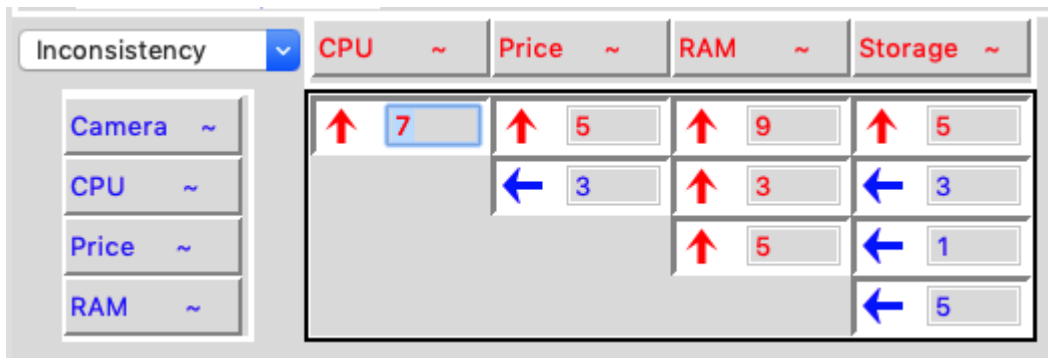 Inconsistency CPU ~ Price ~ RAM ~ Storage ~
Camera ~ 7 5 9 5
CPU ~ 3 3 3
Price ~ 5 1
RAM ~ 5